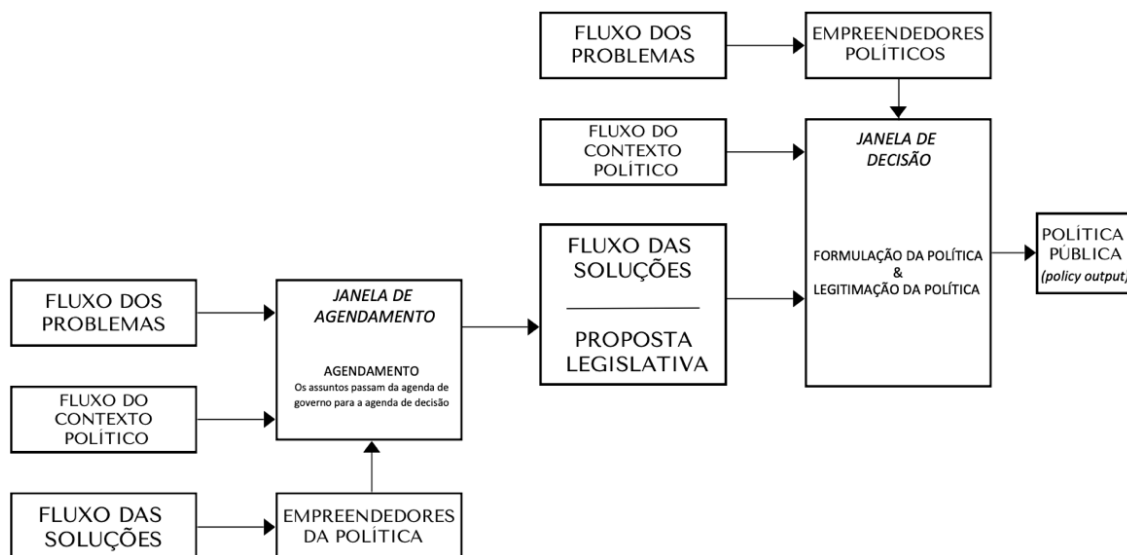 FLUXO DOS
PROBLEMAS
EMPREENDEDORES
POLÍTICOS
FLUXO DO
CONTEXTO
POLÍTICO
JANELA DE
DECISÃO
FORMULAÇÃO DA POLÍTICA
&
LEGITIMAÇÃO DA POLÍTICA
FLUXO DAS
SOLUÇÕES
PROPOSTA
LEGISLATIVA
POLÍTICA
PÚBLICA
(policy output)
FLUXO DOS
PROBLEMAS
JANELA DE
AGENDAMENTO
AGENDAMENTO
Os assuntos passam da agenda de
governo para a agenda de decisão
FLUXO DO
CONTEXTO
POLÍTICO
FLUXO DAS
SOLUÇÕES
EMPREENDEDORES
DA POLÍTICA